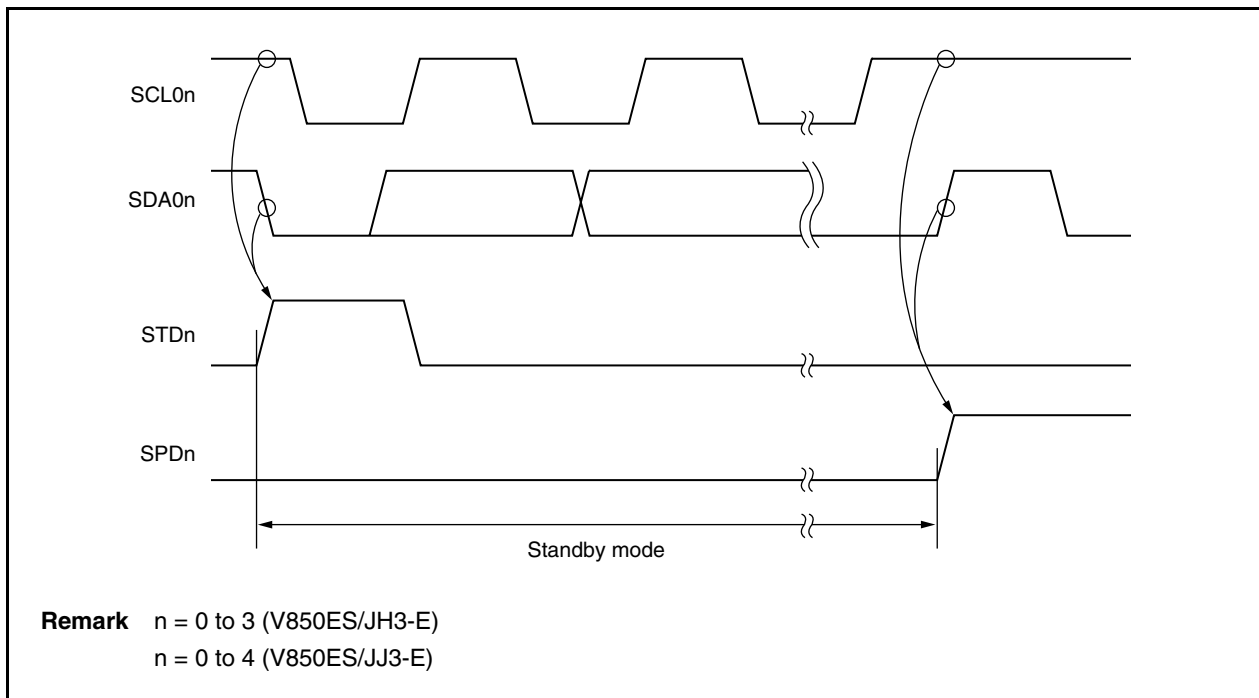 SCL0n
SDA0n
STDn
SPDn
Standby mode
Remark n = 0 to 3 (V850ES/JH3-E)
n = 0 to 4 (V850ES/JJ3-E)